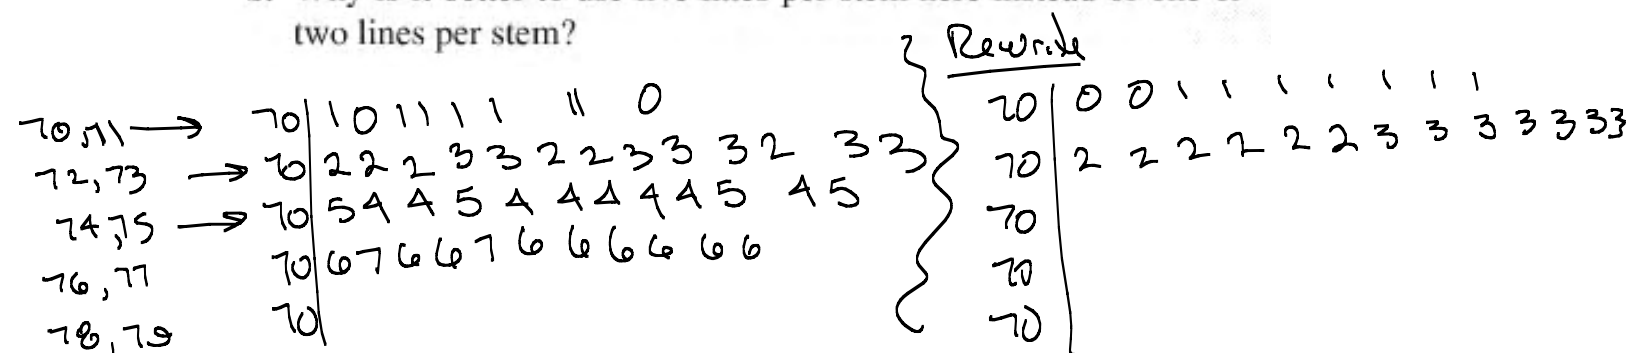 two lines per stem?
Rewrite
70,71 → 70 | 1 0 1 1 1 1 1 1 0
72,73 → 70 | 2 2 2 3 3 2 2 3 3 3 2 3 3
74,75 → 70 | 5 4 4 5 4 4 4 4 4 5 4 5
76,77 70 | 6 7 6 6 7 6 6 6 6 6 6
78,79 70 |
70 | 0 0 1 1 1 1 1 1 1
70 | 2 2 2 2 2 2 3 3 3 3 3 3 3
70
70
70